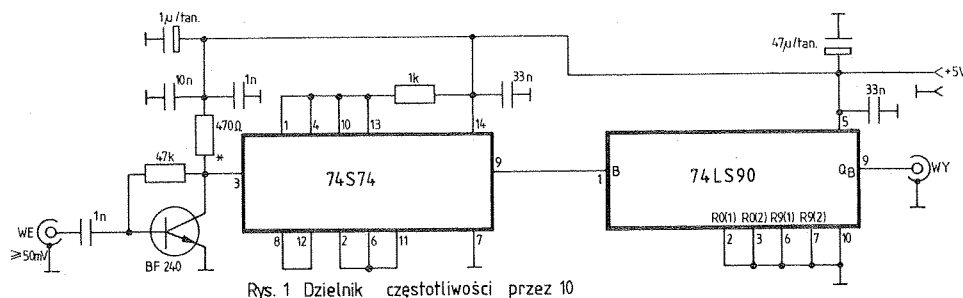 1µ/tan.
47µ/tan.
10n
1n
1k
33n
+5V
33n
470Ω
*
1 4 10 13 14
5
47k
3
74S74
9
1
B
74LS90
QB
9
WY
WE
1n
≥50mV
BF 240
R0(1) R0(2) R9(1) R9(2)
8 12 2 6 11 7
2 3 6 7 10
Rys. 1 Dzielnik częstotliwości przez 10